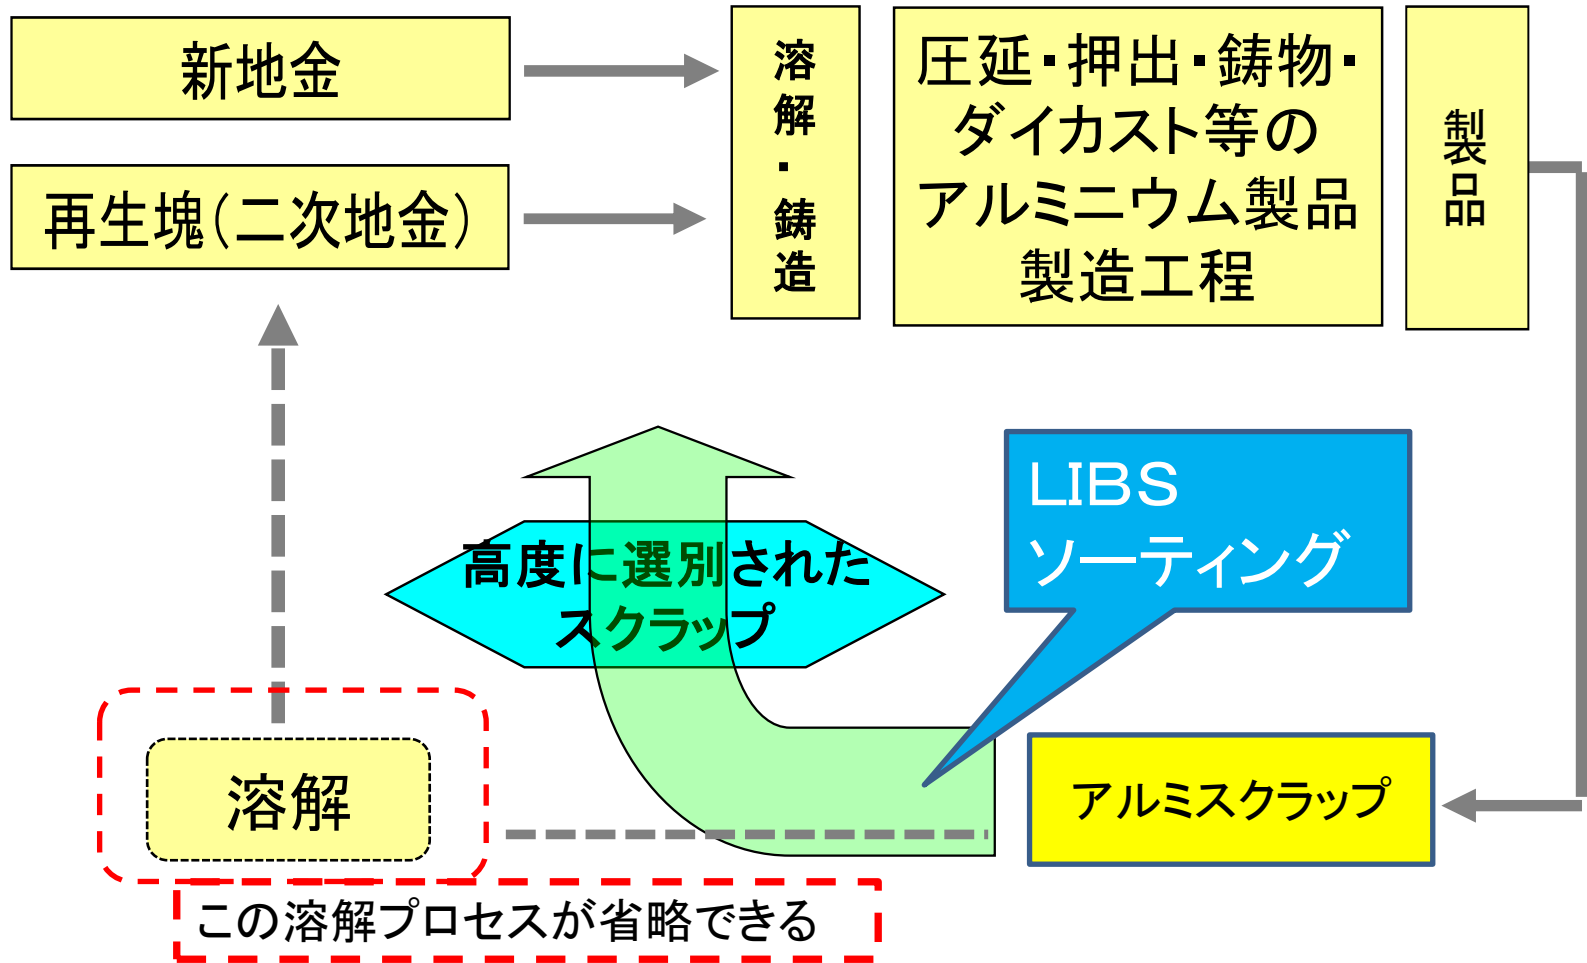 新地金
再生塊(二次地金)
溶解・鋳造
圧延・押出・鋳物・
ダイカスト等の
アルミニウム製品
製造工程
製品
LIBS
ソーティング
高度に選別された
スクラップ
アルミスクラップ
溶解
この溶解プロセスが省略できる